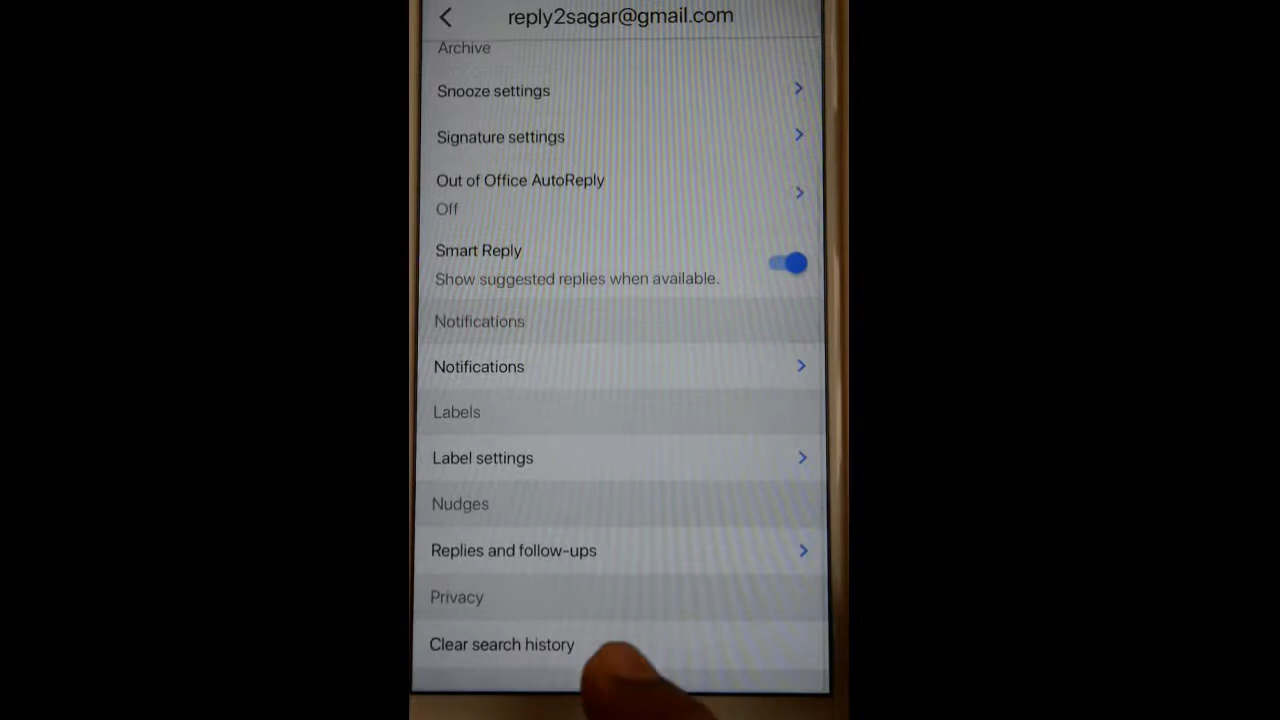 reply2sagar@gmail.com
Archive
Snooze settings
Signature settings
Out of Office AutoReply
Off
Smart Reply
Show suggested replies when available.
Notifications
Notifications
Labels
Label settings
Nudges
Replies and follow-ups
Privacy
Clear search history